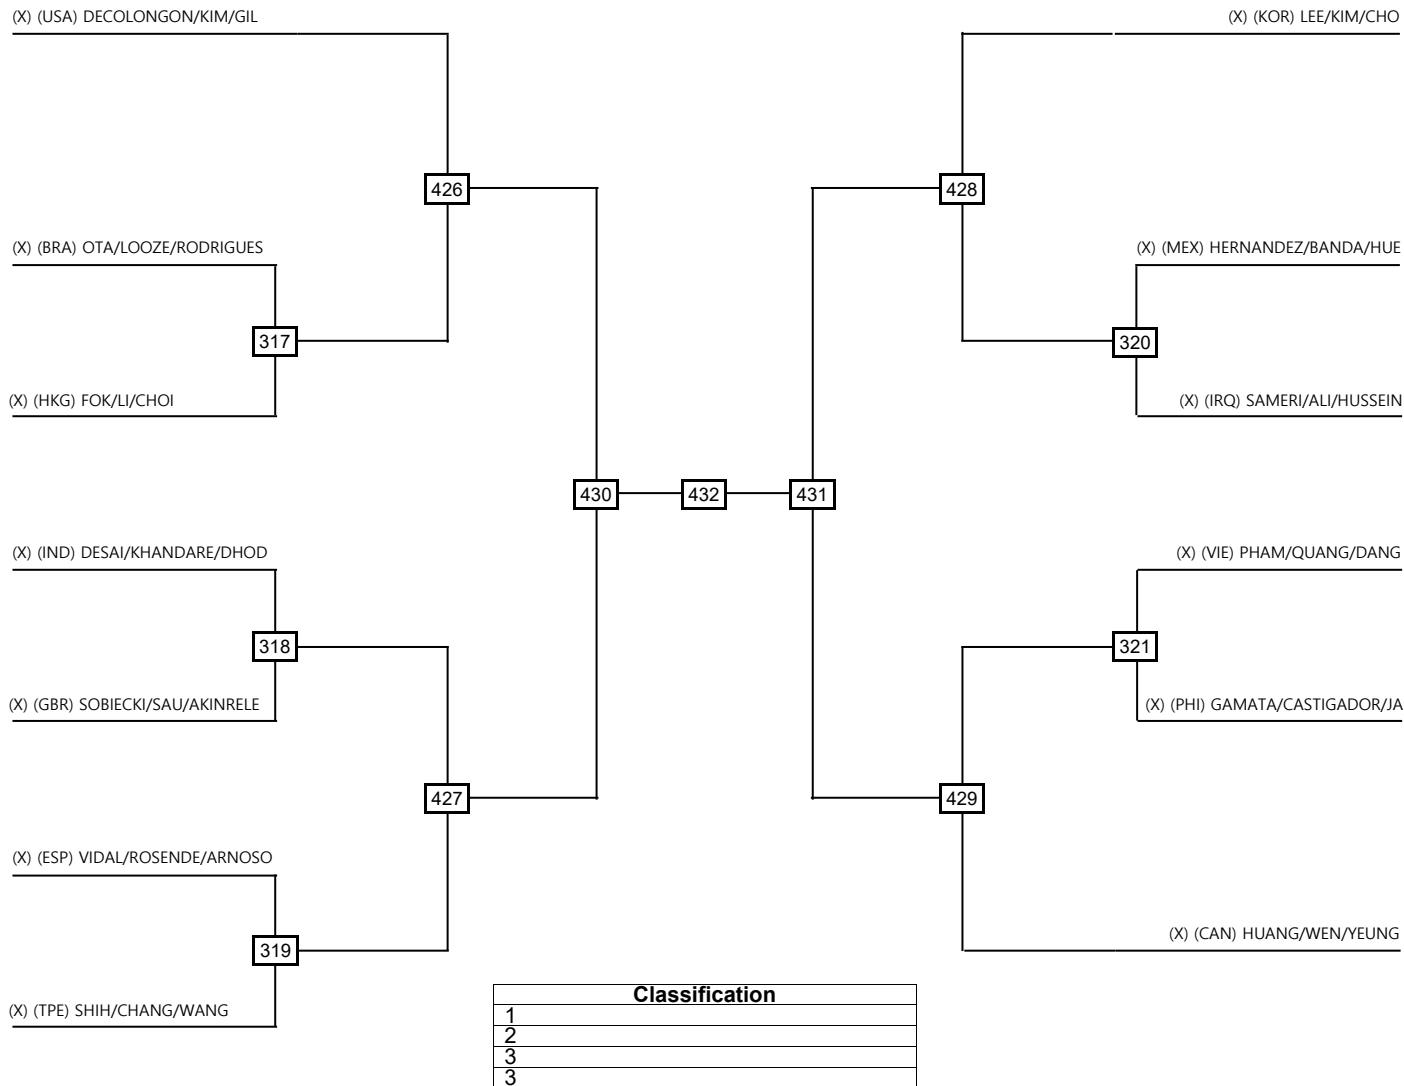 (X) (USA) DECOLONGON/KIM/GIL
(X) (KOR) LEE/KIM/CHO
426
428
(X) (BRA) OTA/LOOZE/RODRIGUES
(X) (MEX) HERNANDEZ/BANDA/HUE
317
320
(X) (HKG) FOK/LI/CHOI
(X) (IRQ) SAMERI/ALI/HUSSEIN
430
432
431
(X) (IND) DESAI/KHANDARE/DHOD
(X) (VIE) PHAM/QUANG/DANG
318
321
(X) (GBR) SOBIECKI/SAU/AKINRELE
(X) (PHI) GAMATA/CASTIGADOR/JA
427
429
(X) (ESP) VIDAL/ROSENDE/ARNOSO
(X) (CAN) HUANG/WEN/YEUNG
319
(X) (TPE) SHIH/CHANG/WANG
Classification
1
2
3
3